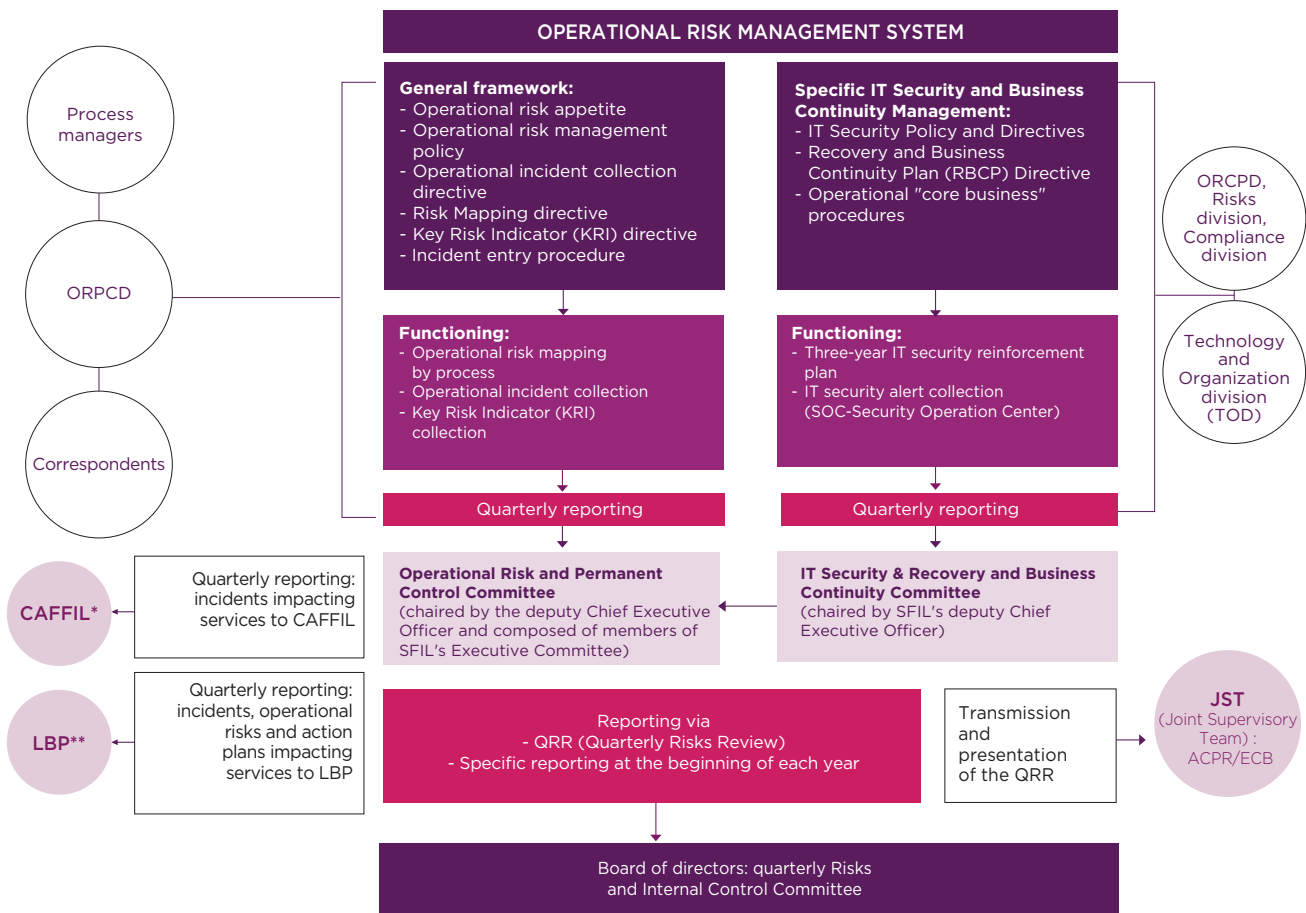 OPERATIONAL RISK MANAGEMENT SYSTEM
Process
managers
ORPCD
Correspondents
General framework:
- Operational risk appetite
- Operational risk management
policy
- Operational incident collection
directive
- Risk Mapping directive
- Key Risk Indicator (KRI) directive
- Incident entry procedure
Specific IT Security and Business
Continuity Management:
- IT Security Policy and Directives
- Recovery and Business
Continuity Plan (RBCP) Directive
- Operational "core business"
procedures
ORCPD,
Risks
division,
Compliance
division
Technology
and
Organization
division
(TOD)
Functioning:
- Operational risk mapping
by process
- Operational incident collection
- Key Risk Indicator (KRI)
collection
Functioning:
- Three-year IT security reinforcement
plan
- IT security alert collection
(SOC-Security Operation Center)
Quarterly reporting
Quarterly reporting
CAFFIL*
Quarterly reporting:
incidents impacting
services to CAFFIL
Operational Risk and Permanent
Control Committee
(chaired by the deputy Chief Executive
Officer and composed of members of
SFIL's Executive Committee)
IT Security & Recovery and Business
Continuity Committee
(chaired by SFIL's deputy Chief
Executive Officer)
LBP**
Quarterly reporting:
incidents, operational
risks and action
plans impacting
services to LBP
Reporting via
- QRR (Quarterly Risks Review)
- Specific reporting at the beginning of each year
Transmission
and
presentation
of the QRR
JST
(Joint Supervisory
Team) :
ACPR/ECB
Board of directors: quarterly Risks
and Internal Control Committee